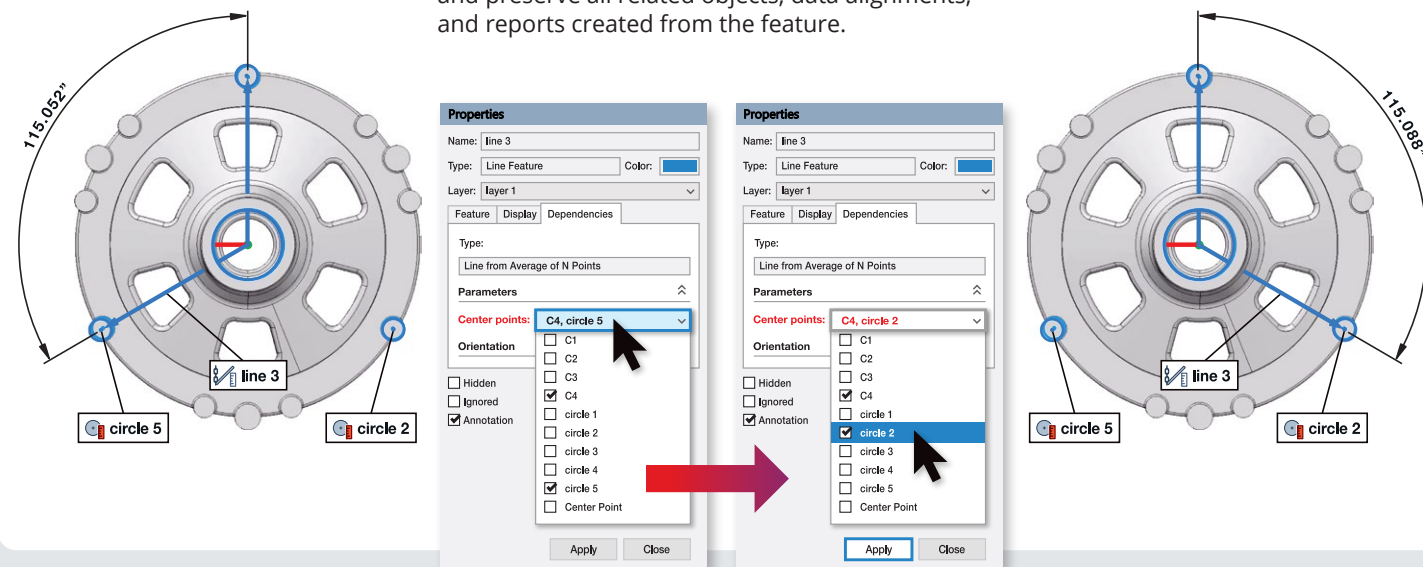 and preserve all related objects, data alignments,
and reports created from the feature.
115.052"
line 3
circle 5
circle 2
Properties
Name: line 3
Type: Line Feature Color:
Layer: layer 1
Feature Display Dependencies
Type:
Line from Average of N Points
Parameters
Center points: C4, circle 5
Orientation
C1
C2
C3
C4
circle 1
circle 2
circle 3
circle 4
circle 5
Center Point
Hidden
Ignored
Annotation
Apply Close
Properties
Name: line 3
Type: Line Feature Color:
Layer: layer 1
Feature Display Dependencies
Type:
Line from Average of N Points
Parameters
Center points: C4, circle 2
Orientation
C1
C2
C3
C4
circle 1
circle 2
circle 3
circle 4
circle 5
Center Point
Hidden
Ignored
Annotation
Apply Close
115.088"
line 3
circle 5
circle 2